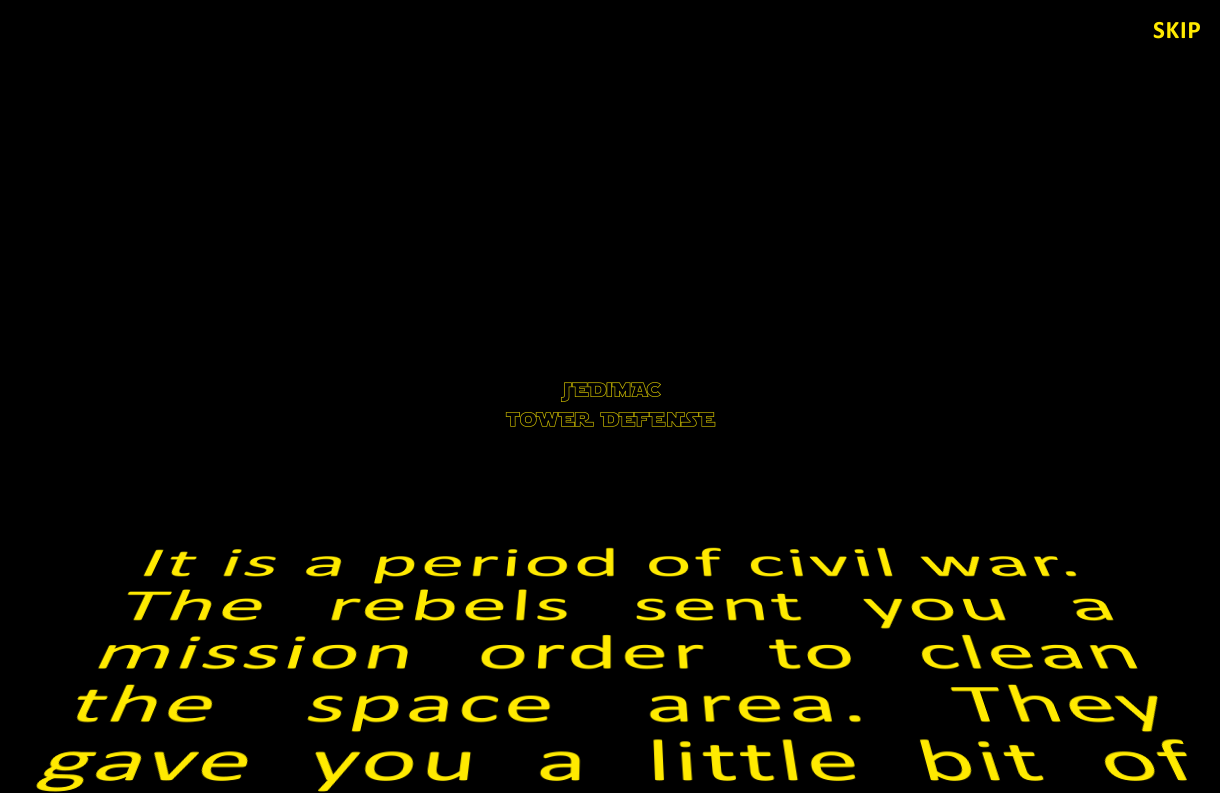 SKIP
JEDIMAC
TOWER DEFENSE
It is a period of civil war.
The rebels sent you a
mission order to clean
the space area. They
gave you a little bit of